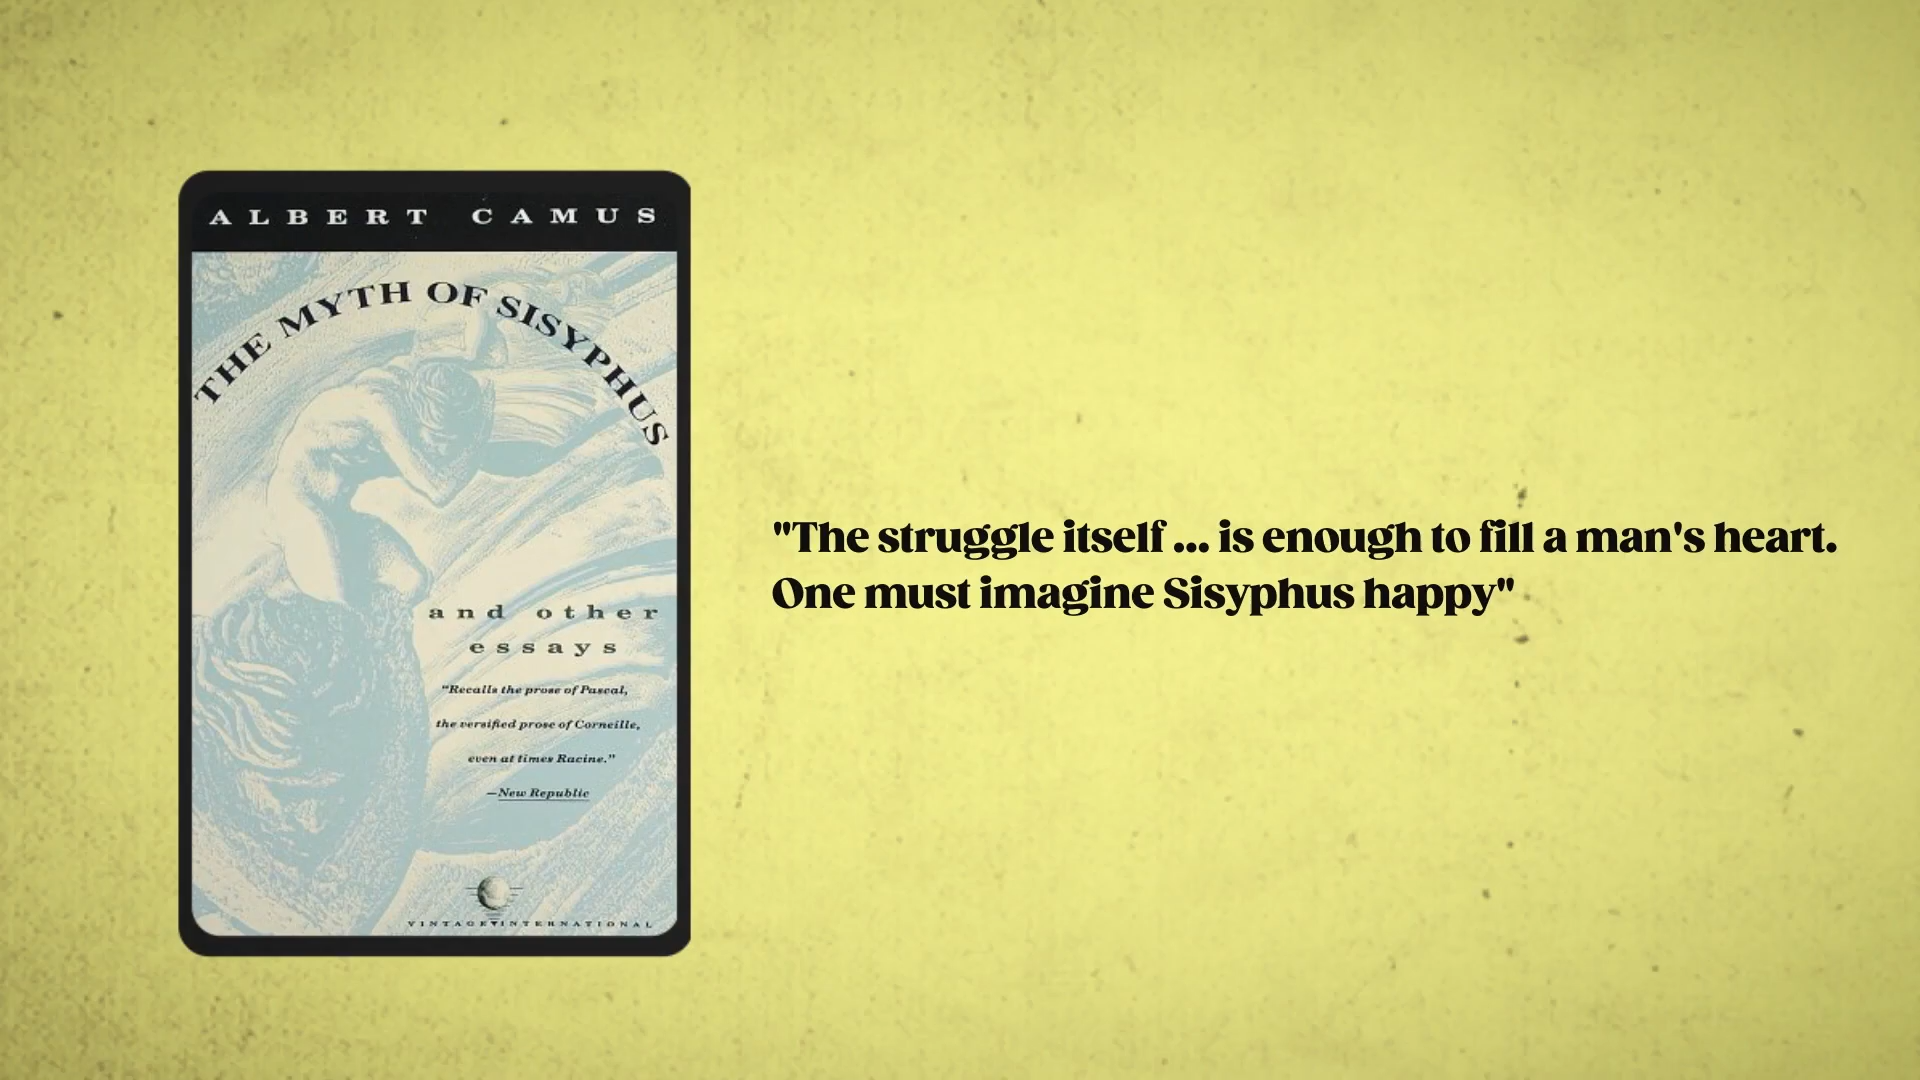 ALBERT CAMUS
THE MYTH OF SISYPHUS
and other
essays
“Recalls the prose of Pascal,
the versified prose of Corneille,
even at times Racine.”
—New Republic
VINTAGE INTERNATIONAL
"The struggle itself ... is enough to fill a man's heart.
One must imagine Sisyphus happy"